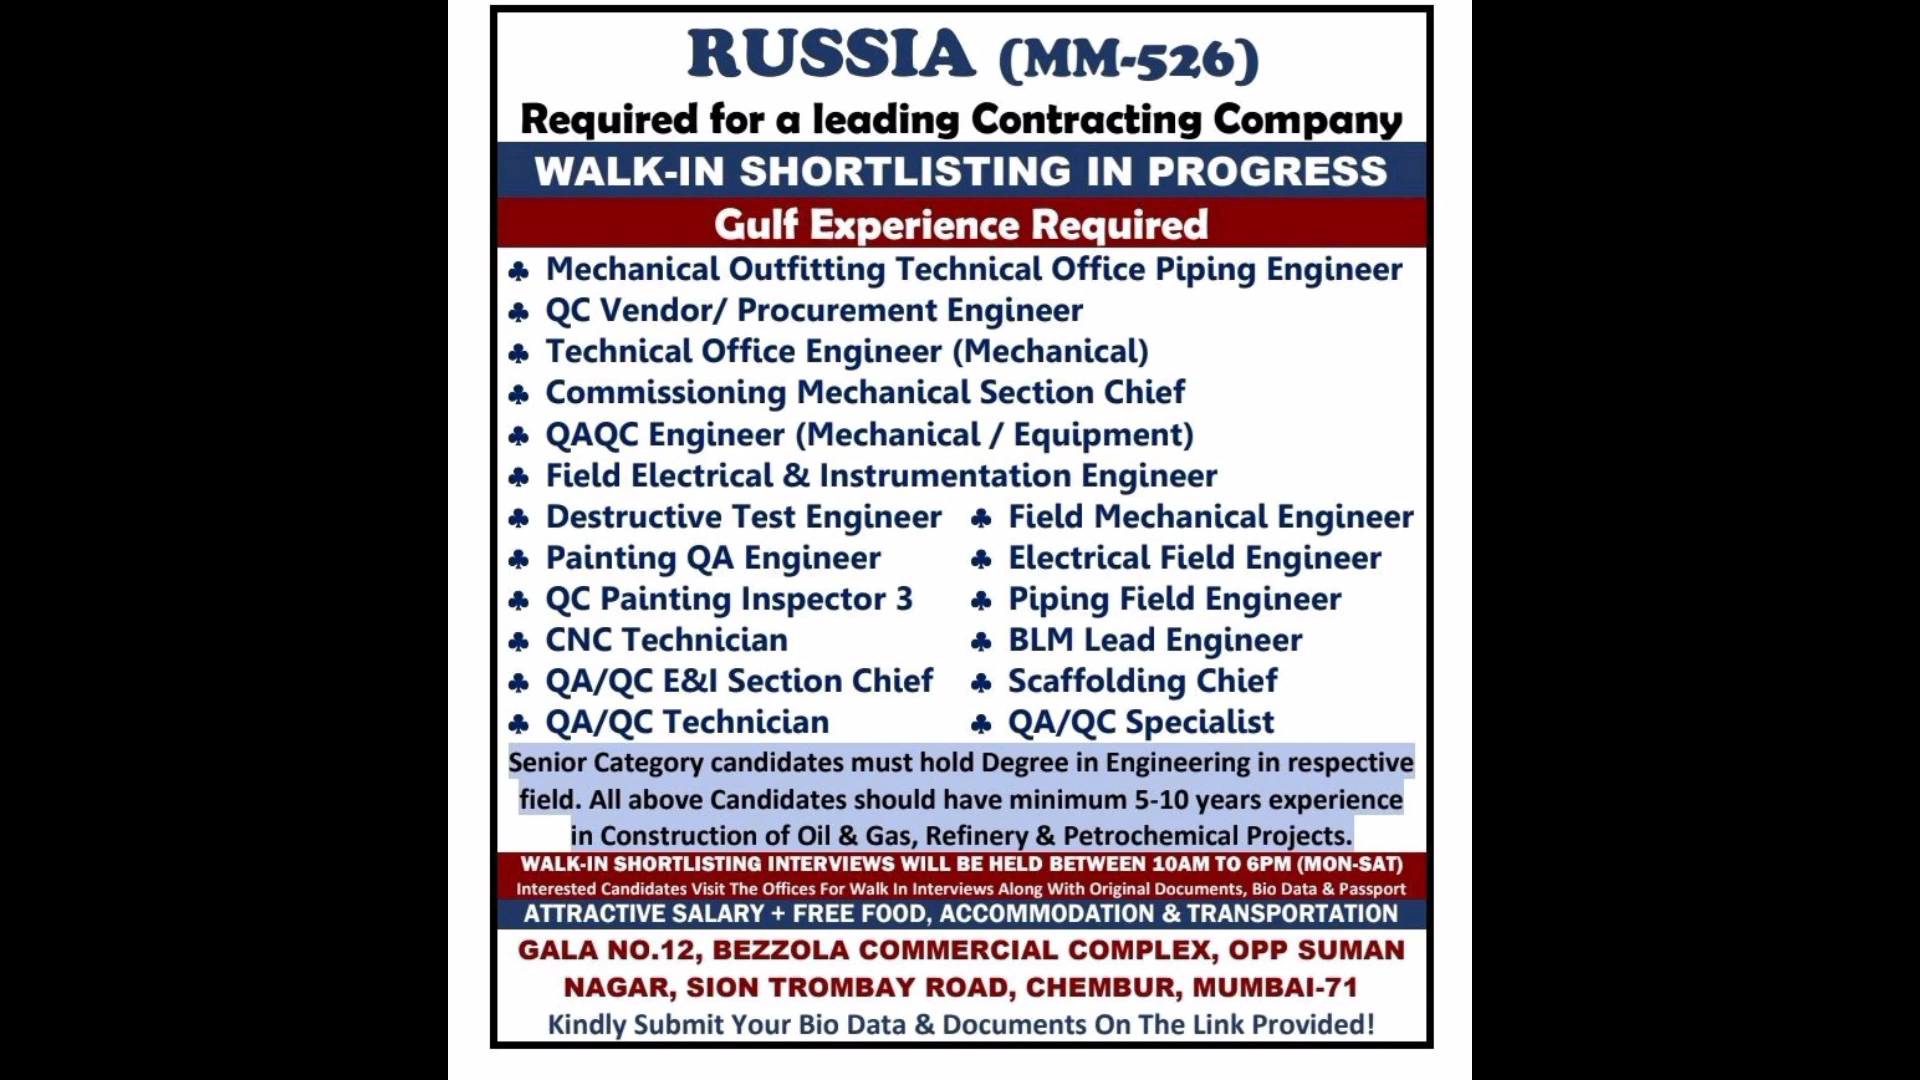 RUSSIA (MM-526)
Required for a leading Contracting Company
WALK-IN SHORTLISTING IN PROGRESS
Gulf Experience Required
♣ Mechanical Outfitting Technical Office Piping Engineer
♣ QC Vendor/ Procurement Engineer
♣ Technical Office Engineer (Mechanical)
♣ Commissioning Mechanical Section Chief
♣ QAQC Engineer (Mechanical / Equipment)
♣ Field Electrical & Instrumentation Engineer
♣ Destructive Test Engineer ♣ Field Mechanical Engineer
♣ Painting QA Engineer ♣ Electrical Field Engineer
♣ QC Painting Inspector 3 ♣ Piping Field Engineer
♣ CNC Technician ♣ BLM Lead Engineer
♣ QA/QC E&I Section Chief ♣ Scaffolding Chief
♣ QA/QC Technician ♣ QA/QC Specialist
Senior Category candidates must hold Degree in Engineering in respective
field. All above Candidates should have minimum 5-10 years experience
in Construction of Oil & Gas, Refinery & Petrochemical Projects.
WALK-IN SHORTLISTING INTERVIEWS WILL BE HELD BETWEEN 10AM TO 6PM (MON-SAT)
Interested Candidates Visit The Offices For Walk In Interviews Along With Original Documents, Bio Data & Passport
ATTRACTIVE SALARY + FREE FOOD, ACCOMMODATION & TRANSPORTATION
GALA NO.12, BEZZOLA COMMERCIAL COMPLEX, OPP SUMAN
NAGAR, SION TROMBAY ROAD, CHEMBUR, MUMBAI-71
Kindly Submit Your Bio Data & Documents On The Link Provided!